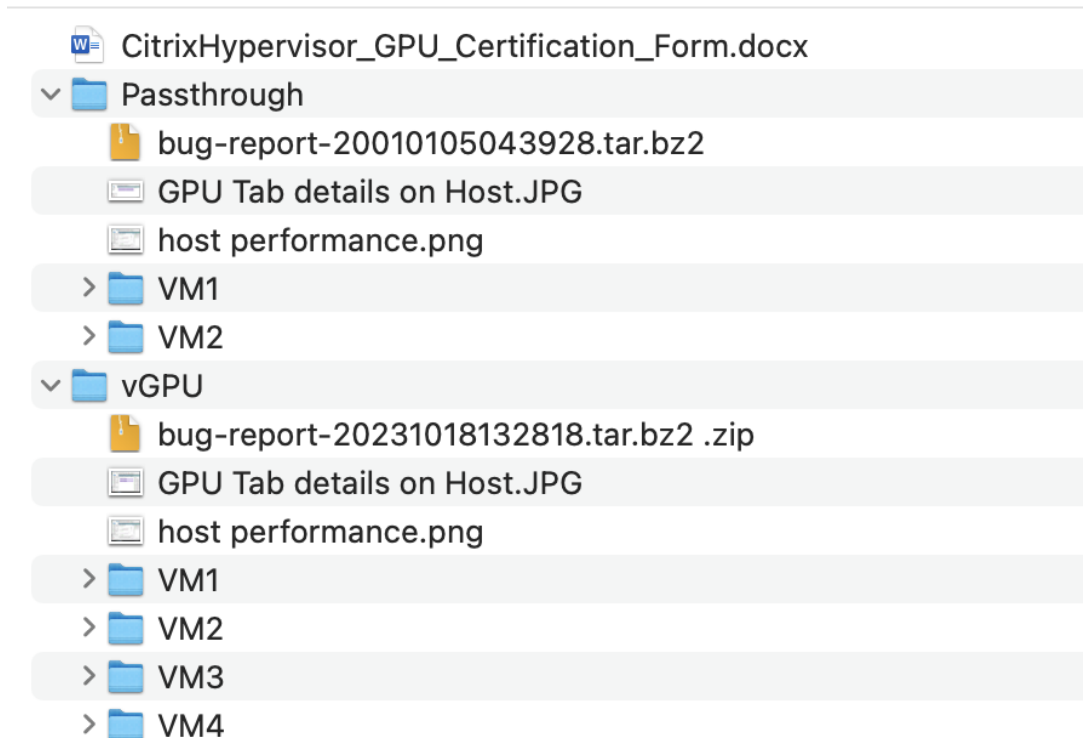 CitrixHypervisor_GPU_Certification_Form.docx
Passthrough
bug-report-20010105043928.tar.bz2
GPU Tab details on Host.JPG
host performance.png
VM1
VM2
vGPU
bug-report-20231018132818.tar.bz2 .zip
GPU Tab details on Host.JPG
host performance.png
VM1
VM2
VM3
VM4